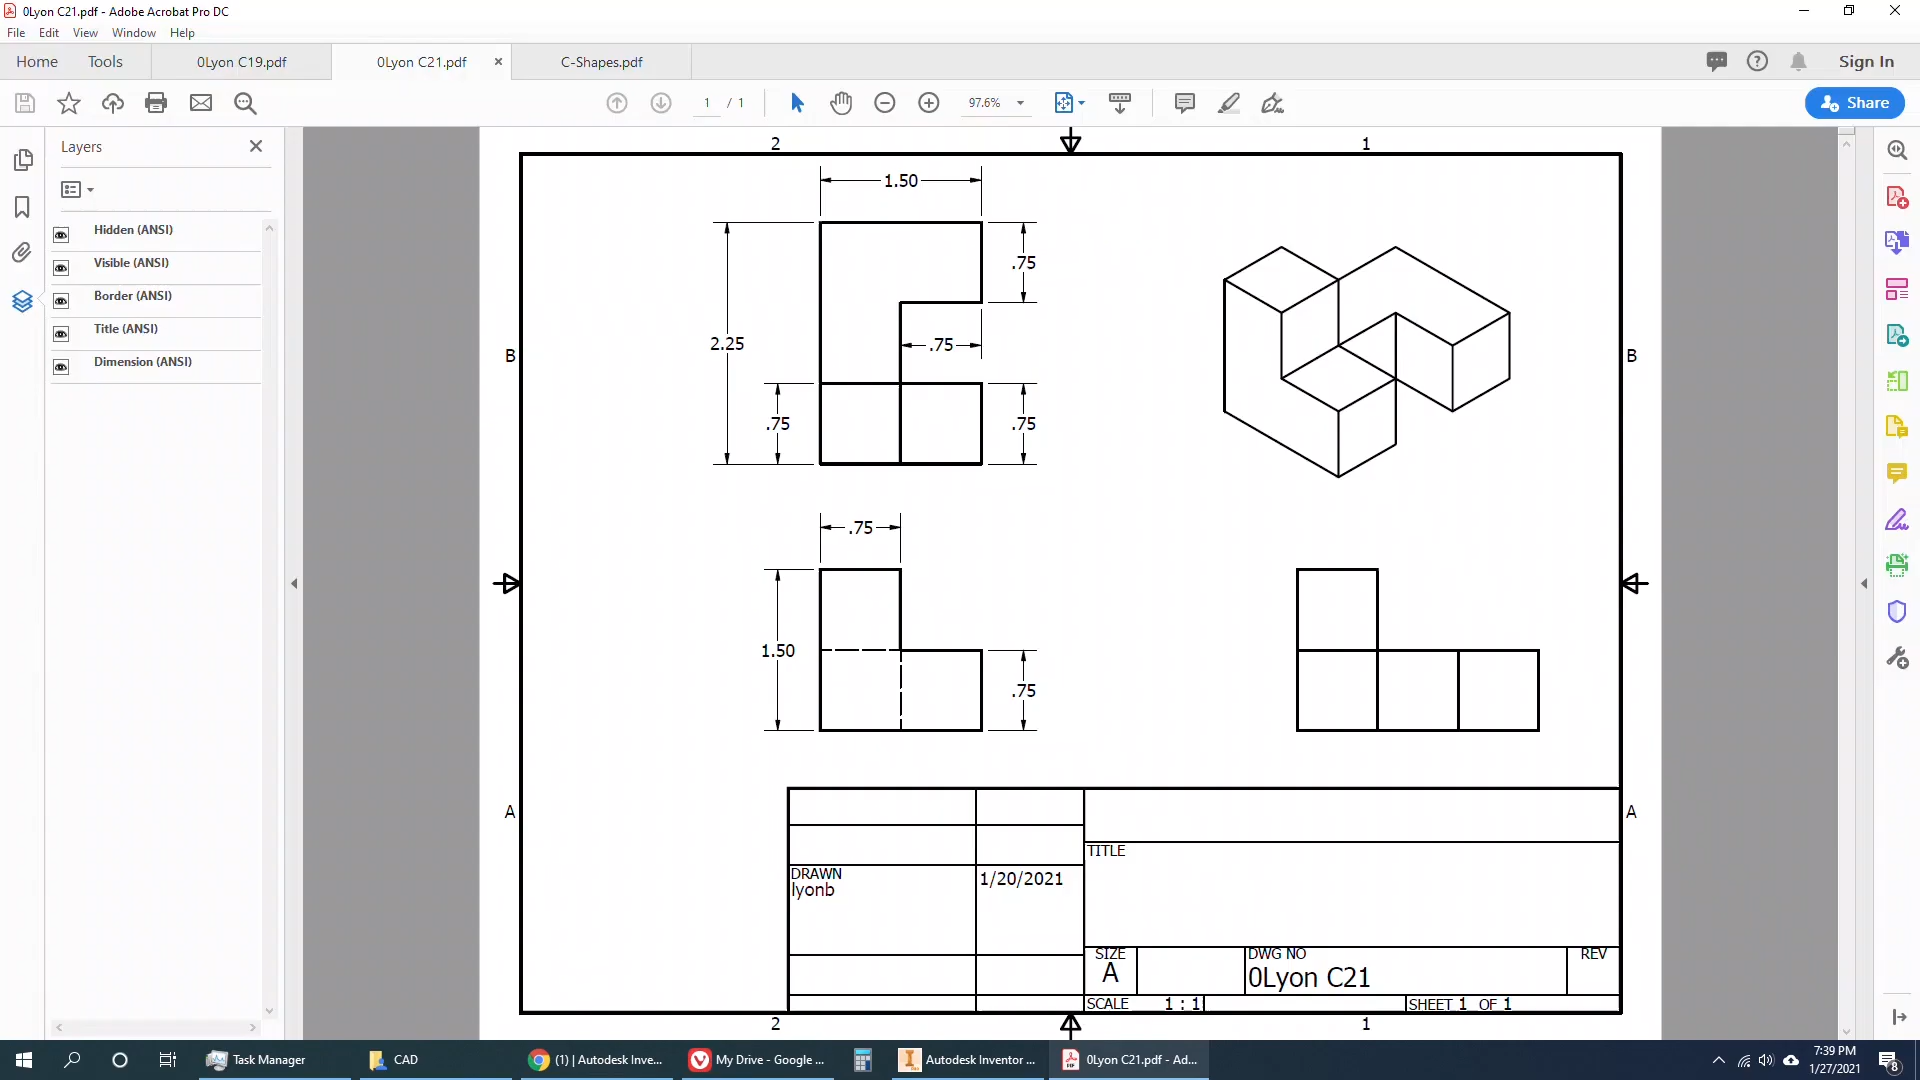 0Lyon C21.pdf - Adobe Acrobat Pro DC
File Edit View Window Help
Home Tools 0Lyon C19.pdf 0Lyon C21.pdf × C-Shapes.pdf Sign In
1 / 1 97.6% Share
Layers
Hidden (ANSI)
Visible (ANSI)
Border (ANSI)
Title (ANSI)
Dimension (ANSI)
2 1
1.50
.75
2.25
.75
B B
.75 .75
.75
1.50
.75
A A
TITLE
DRAWN
lyonb
1/20/2021
SIZE
A
DWG NO
0Lyon C21
REV
SCALE 1 : 1
SHEET 1 OF 1
2 1
Task Manager CAD (1) | Autodesk Inve... My Drive - Google ... Autodesk Inventor ... 0Lyon C21.pdf - Ad...
7:39 PM
1/27/2021
8